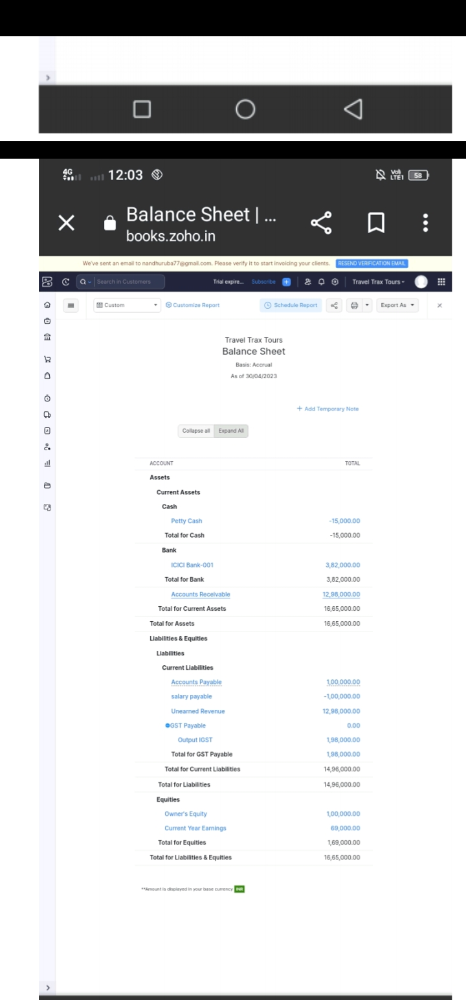 4G 12:03 Vo) LTE1 58
Balance Sheet | ...
books.zoho.in
We've sent an email to nandhuruba77@gmail.com. Please verify it to start invoicing your clients. RESEND VERIFICATION EMAIL
Search in Customers Trial expire... Subscribe Travel Trax Tours
Custom Customize Report Schedule Report Export As
Travel Trax Tours
Balance Sheet
Basis: Accrual
As of 30/04/2023
+ Add Temporary Note
Collapse all Expand All
ACCOUNT TOTAL
Assets
Current Assets
Cash
Petty Cash -15,000.00
Total for Cash -15,000.00
Bank
ICICI Bank-001 3,82,000.00
Total for Bank 3,82,000.00
Accounts Receivable 12,98,000.00
Total for Current Assets 16,65,000.00
Total for Assets 16,65,000.00
Liabilities & Equities
Liabilities
Current Liabilities
Accounts Payable 1,00,000.00
salary payable -1,00,000.00
Unearned Revenue 12,98,000.00
GST Payable 0.00
Output IGST 1,98,000.00
Total for GST Payable 1,98,000.00
Total for Current Liabilities 14,96,000.00
Total for Liabilities 14,96,000.00
Equities
Owner's Equity 1,00,000.00
Current Year Earnings 69,000.00
Total for Equities 1,69,000.00
Total for Liabilities & Equities 16,65,000.00
**Amount is displayed in your base currency INR